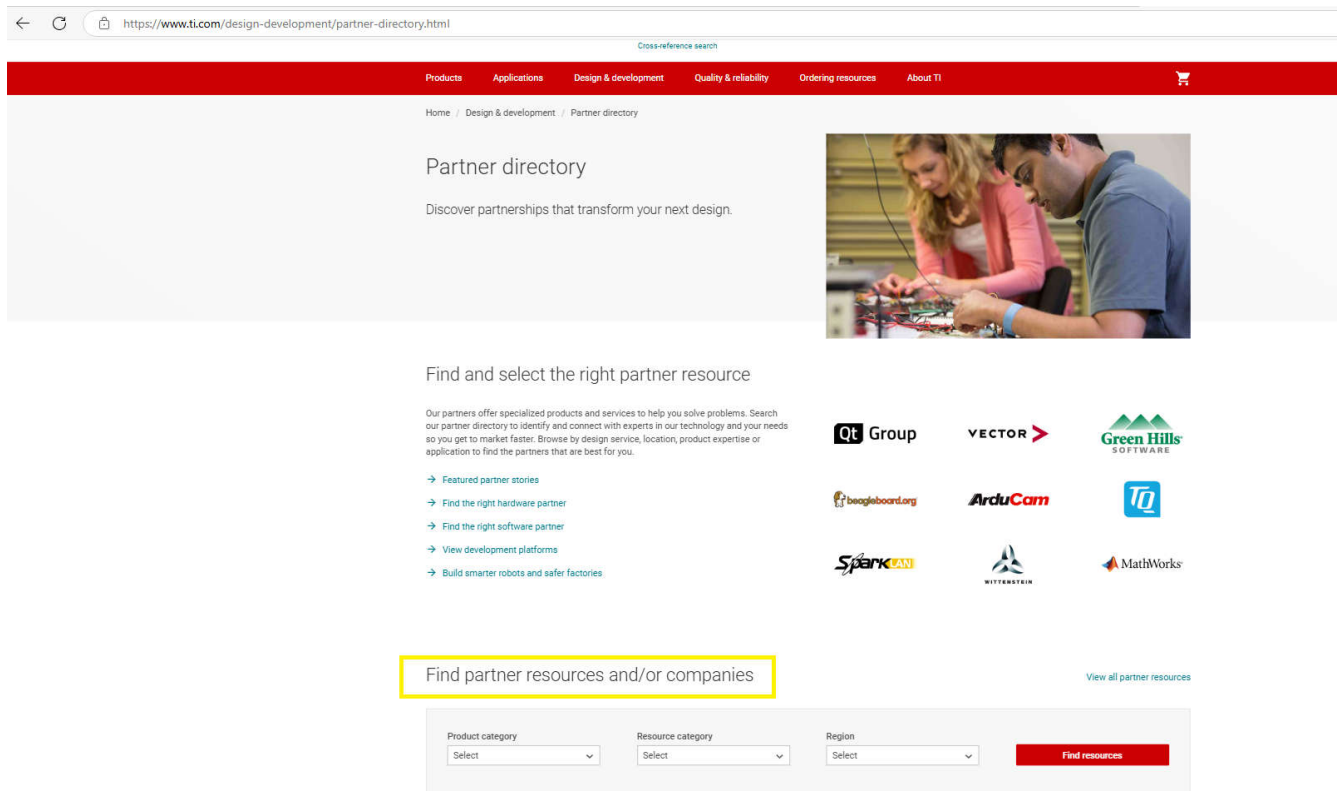 https://www.ti.com/design-development/partner-directory.html
Cross-reference search
Products Applications Design & development Quality & reliability Ordering resources About TI
Home / Design & development / Partner directory
Partner directory
Discover partnerships that transform your next design.
Find and select the right partner resource
Our partners offer specialized products and services to help you solve problems. Search
our partner directory to identify and connect with experts in our technology and your needs
so you get to market faster. Browse by design service, location, product expertise or
application to find the partners that are best for you.
→ Featured partner stories
→ Find the right hardware partner
→ Find the right software partner
→ View development platforms
→ Build smarter robots and safer factories
Qt Group VECTOR Green Hills
SOFTWARE
beagleboard.org ArduCam TQ
SparkLAN WITTENSTEIN MathWorks
Find partner resources and/or companies
View all partner resources
Product category Resource category Region
Select Select Select Find resources